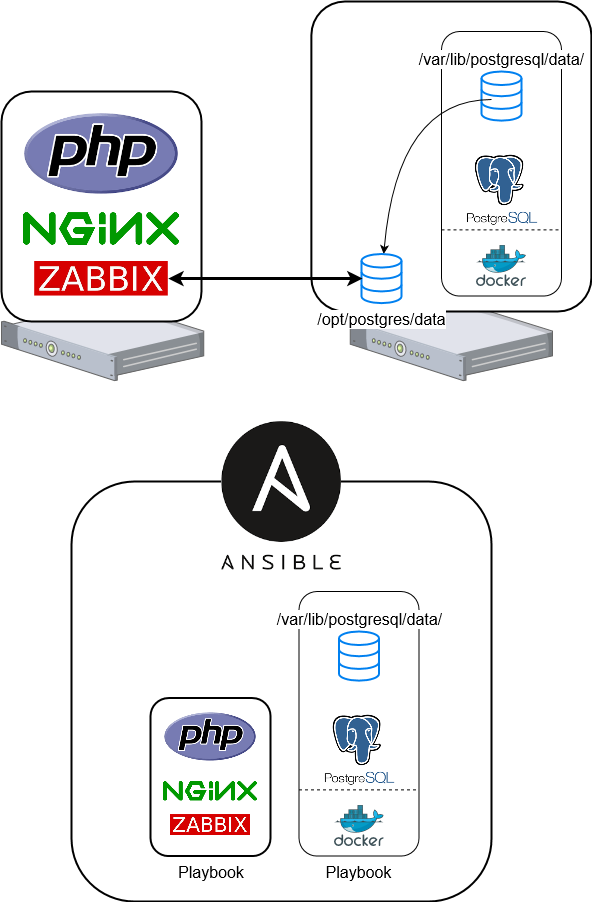 /var/lib/postgresql/data/
php
NGINX
ZABBIX
PostgreSQL
docker
/opt/postgres/data
ANSIBLE
/var/lib/postgresql/data/
php
NGINX
ZABBIX
PostgreSQL
docker
Playbook
Playbook